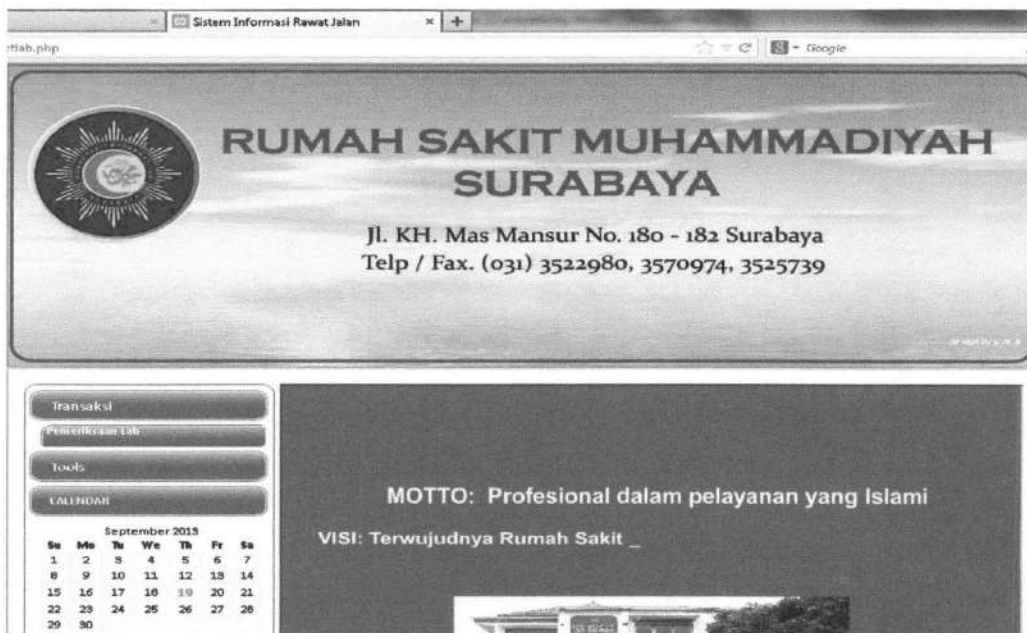 Sistem Informasi Rawat Jalan
etlab.php
Google
RUMAH SAKIT MUHAMMADIYAH
SURABAYA
Jl. KH. Mas Mansur No. 180 - 182 Surabaya
Telp / Fax. (031) 3522980, 3570974, 3525739
Transaksi
Pemeriksaan Lab
Tools
CALENDAR
September 2013
Su Mo Tu We Th Fr Sa
1 2 3 4 5 6 7
8 9 10 11 12 13 14
15 16 17 18 19 20 21
22 23 24 25 26 27 28
29 30
MOTTO: Profesional dalam pelayanan yang Islami
VISI: Terwujudnya Rumah Sakit _